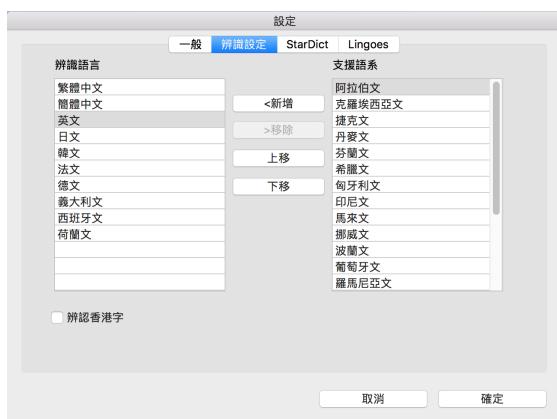 設定
一般 辨識設定 StarDict Lingoes
辨識語言
繁體中文
簡體中文
英文
日文
韓文
法文
德文
義大利文
西班牙文
荷蘭文
<新增
>移除
上移
下移
支援語系
阿拉伯文
克羅埃西亞文
捷克文
丹麥文
芬蘭文
希臘文
匈牙利文
印尼文
馬來文
挪威文
波蘭文
葡萄牙文
羅馬尼亞文
辨認香港字
取消 確定